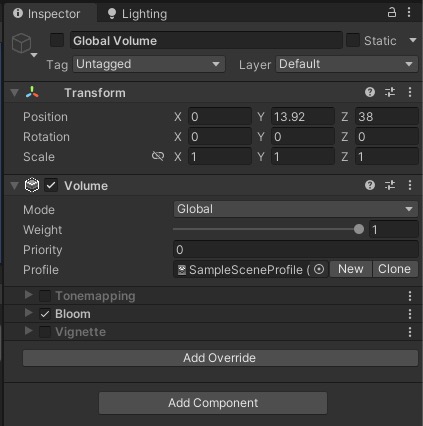 Inspector Lighting
Global Volume Static
Tag Untagged Layer Default
Transform
Position X 0 Y 13.92 Z 38
Rotation X 0 Y 0 Z 0
Scale X 1 Y 1 Z 1
Volume
Mode Global
Weight 1
Priority 0
Profile SampleSceneProfile ( New Clone
Tonemapping
Bloom
Vignette
Add Override
Add Component